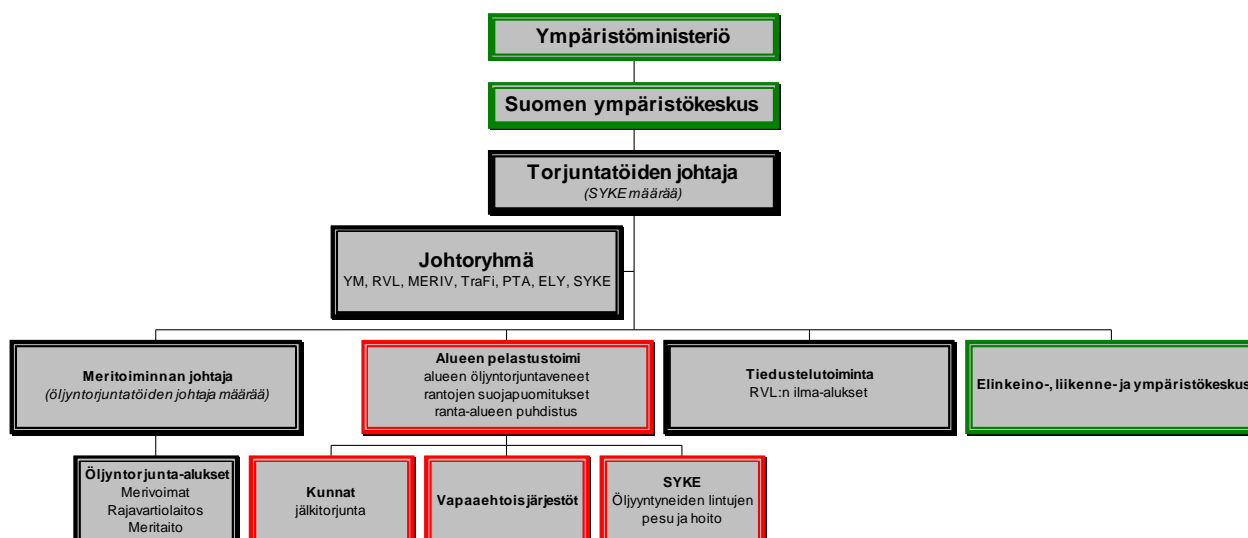 Ympäristöministeriö
Suomen ympäristökeskus
Torjuntatöiden johtaja
(SYKE määrää)
Johtoryhmä
YM, RVL, MERIV, TraFi, PTA, ELY, SYKE
Meritoiminnan johtaja
(öljyntorjuntatöiden johtaja määrää)
Alueen pelastustoimi
alueen öljyntorjuntaveneet
rantojen suojapuomitukset
ranta-alueen puhdistus
Tiedustelutoiminta
RVL:n ilma-alukset
Elinkeino-, liikenne- ja ympäristökeskus
Öljyntorjunta-alukset
Merivoimat
Rajavartiolaitos
Meritaito
Kunnat
jälkitorjunta
Vapaaehtoisjärjestöt
SYKE
Öljyyntyneiden lintujen
pesu ja hoito